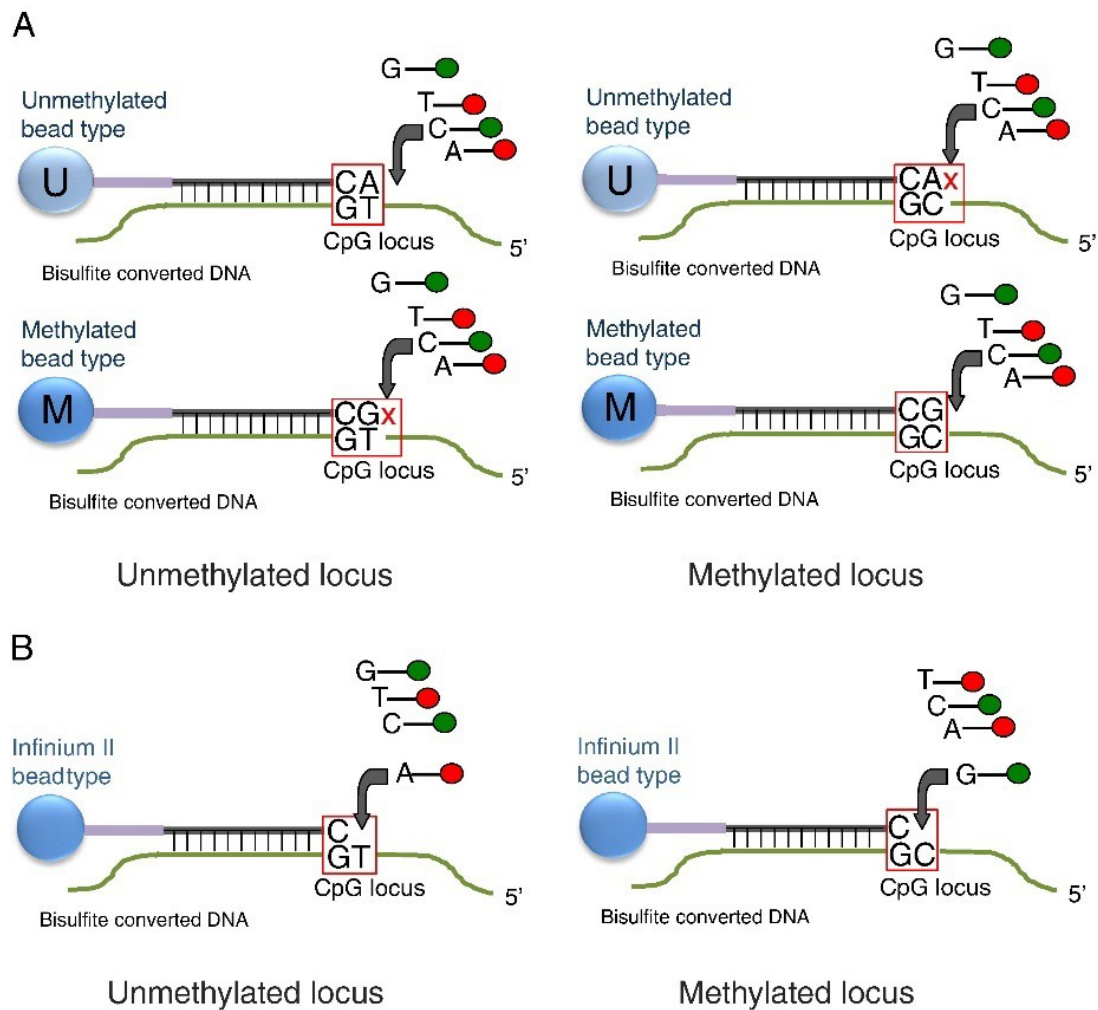 A
G
T
C
A
Unmethylated
bead type
U
CA
GT
CpG locus
5’
Bisulfite converted DNA
G
T
C
A
Unmethylated
bead type
U
CAx
GC
CpG locus
5’
Bisulfite converted DNA
G
T
C
A
Methylated
bead type
M
CGx
GT
CpG locus
5’
Bisulfite converted DNA
G
T
C
A
Methylated
bead type
M
CG
GC
CpG locus
5’
Bisulfite converted DNA
Unmethylated locus
Methylated locus
B
G
T
C
A
Infinium II
beadtype
C
GT
CpG locus
5’
Bisulfite converted DNA
T
C
A
G
Infinium II
bead type
C
GC
CpG locus
5’
Bisulfite converted DNA
Unmethylated locus
Methylated locus